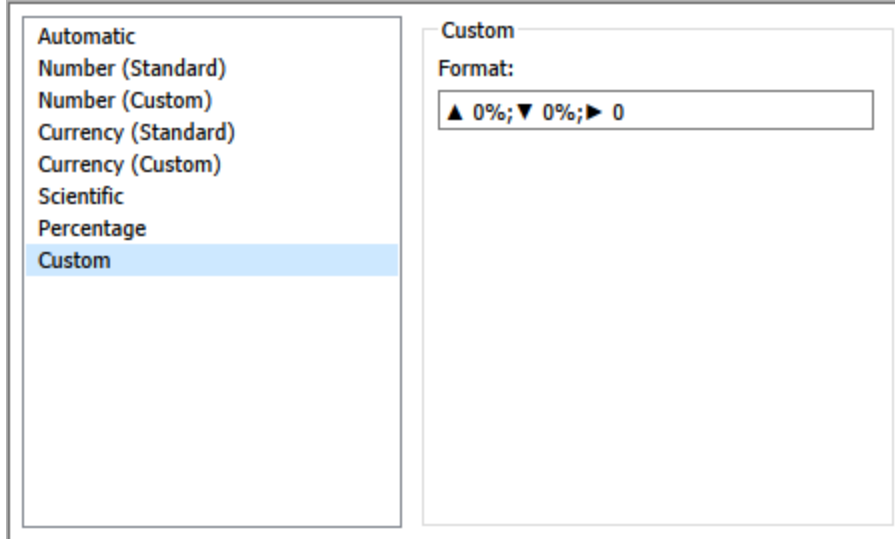 Automatic
Number (Standard)
Number (Custom)
Currency (Standard)
Currency (Custom)
Scientific
Percentage
Custom
Custom
Format:
▲ 0%;▼ 0%;► 0